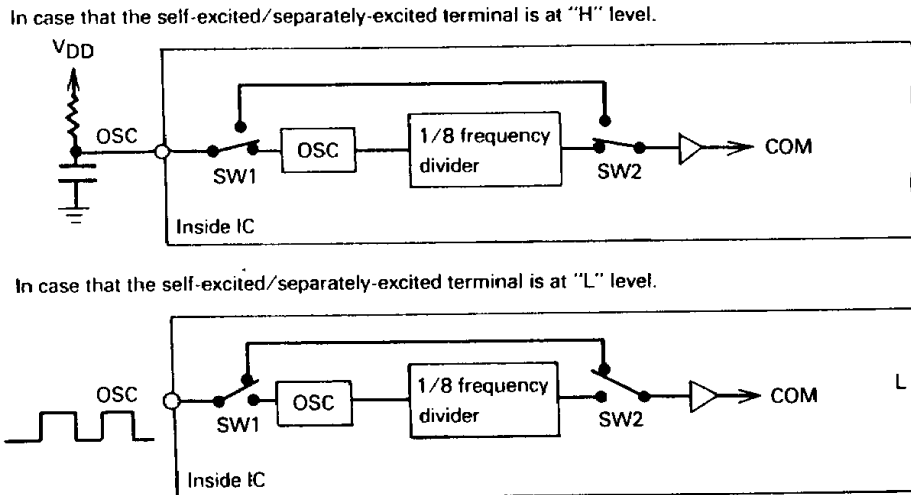 In case that the self-excited/separately-excited terminal is at "H" level.
VDD
OSC
SW1
OSC
1/8 frequency
divider
SW2
COM
Inside IC
In case that the self-excited/separately-excited terminal is at "L" level.
OSC
SW1
OSC
1/8 frequency
divider
SW2
COM
L
Inside IC